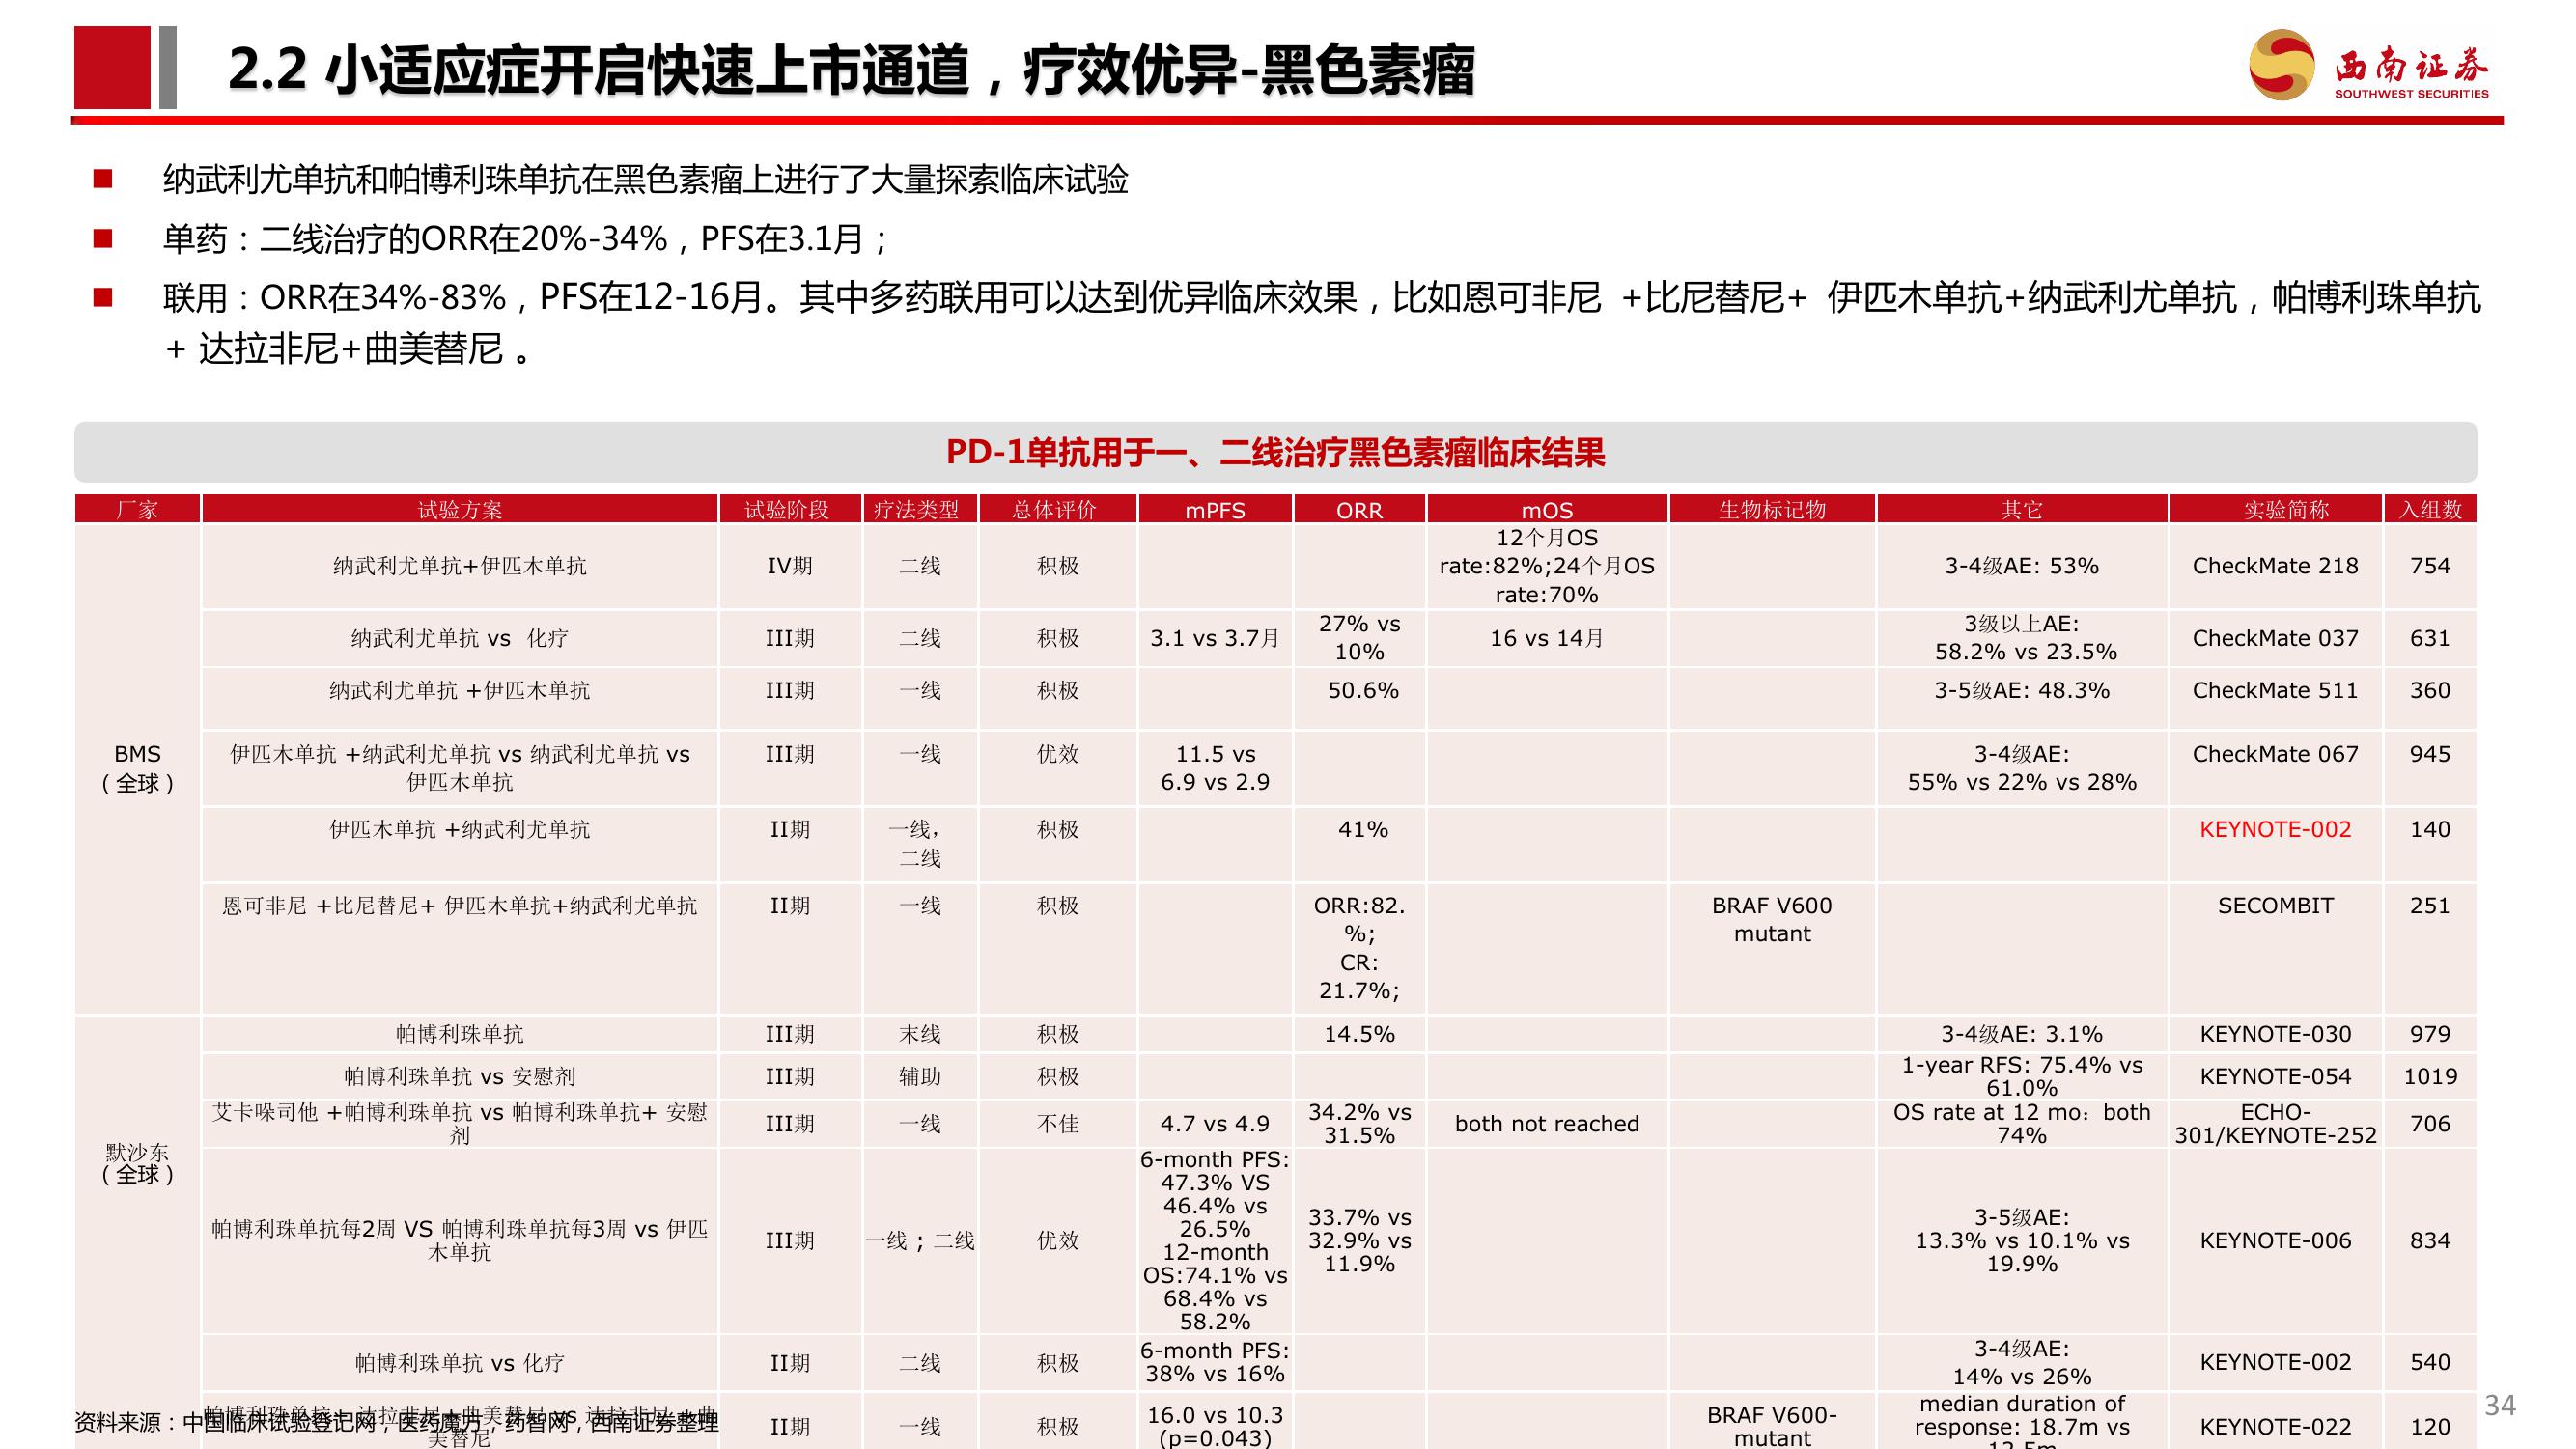 2.2 小适应症开启快速上市通道，疗效优异-黑色素瘤
西南证券
SOUTHWEST SECURITIES
纳武利尤单抗和帕博利珠单抗在黑色素瘤上进行了大量探索临床试验
单药：二线治疗的ORR在20%-34%，PFS在3.1月；
联用：ORR在34%-83%，PFS在12-16月。其中多药联用可以达到优异临床效果，比如恩可非尼 +比尼替尼+ 伊匹木单抗+纳武利尤单抗，帕博利珠单抗
+ 达拉非尼+曲美替尼 。
PD-1单抗用于一、二线治疗黑色素瘤临床结果
厂家 试验方案 试验阶段 疗法类型 总体评价 mPFS ORR mOS 生物标记物 其它 实验简称 入组数
BMS
（全球）
纳武利尤单抗+伊匹木单抗 IV期 二线 积极 12个月OS
rate:82%;24个月OS
rate:70% 3-4级AE: 53% CheckMate 218 754
纳武利尤单抗 vs 化疗 III期 二线 积极 3.1 vs 3.7月 27% vs
10% 16 vs 14月 3级以上AE:
58.2% vs 23.5% CheckMate 037 631
纳武利尤单抗 +伊匹木单抗 III期 一线 积极 50.6% 3-5级AE: 48.3% CheckMate 511 360
伊匹木单抗 +纳武利尤单抗 vs 纳武利尤单抗 vs
伊匹木单抗 III期 一线 优效 11.5 vs
6.9 vs 2.9 3-4级AE:
55% vs 22% vs 28% CheckMate 067 945
伊匹木单抗 +纳武利尤单抗 II期 一线，
二线 积极 41% KEYNOTE-002 140
恩可非尼 +比尼替尼+ 伊匹木单抗+纳武利尤单抗 II期 一线 积极 ORR:82.
%;
CR:
21.7%; BRAF V600
mutant SECOMBIT 251
默沙东
（全球）
帕博利珠单抗 III期 末线 积极 14.5% 3-4级AE: 3.1% KEYNOTE-030 979
帕博利珠单抗 vs 安慰剂 III期 辅助 积极 1-year RFS: 75.4% vs
61.0% KEYNOTE-054 1019
艾卡哚司他 +帕博利珠单抗 vs 帕博利珠单抗+ 安慰
剂 III期 一线 不佳 4.7 vs 4.9 34.2% vs
31.5% both not reached OS rate at 12 mo：both
74% ECHO-
301/KEYNOTE-252 706
帕博利珠单抗每2周 VS 帕博利珠单抗每3周 vs 伊匹
木单抗 III期 一线；二线 优效 6-month PFS:
47.3% VS
46.4% vs
26.5%
12-month
OS:74.1% vs
68.4% vs
58.2% 33.7% vs
32.9% vs
11.9% 3-5级AE:
13.3% vs 10.1% vs
19.9% KEYNOTE-006 834
帕博利珠单抗 vs 化疗 II期 二线 积极 6-month PFS:
38% vs 16% 3-4级AE:
14% vs 26% KEYNOTE-002 540
帕博利珠单抗+ 达拉非尼+曲美替尼 vs 达拉非尼 +曲
美替尼 II期 一线 积极 16.0 vs 10.3
(p=0.043) BRAF V600-
mutant median duration of
response: 18.7m vs
12.5m KEYNOTE-022 120
资料来源：中国临床试验登记网，医药魔方，药智网，西南证券整理
34